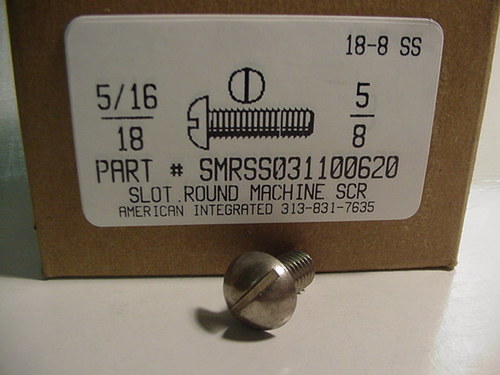 18-8 SS
5/16
18
5
8
PART # SMRSS031100620
SLOT.ROUND MACHINE SCR
AMERICAN INTEGRATED 313-831-7635